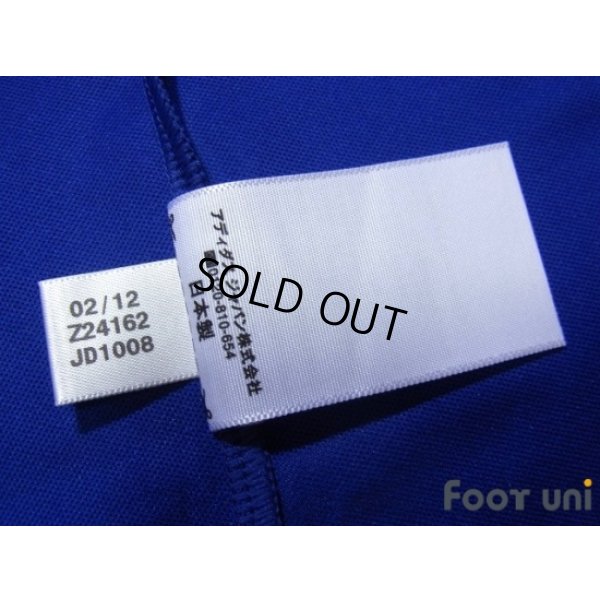 02/12
Z24162
JD1008
アディダス ジャパン株式会社
☎0120-810-654
日本製
SOLD OUT
FOOT UNI